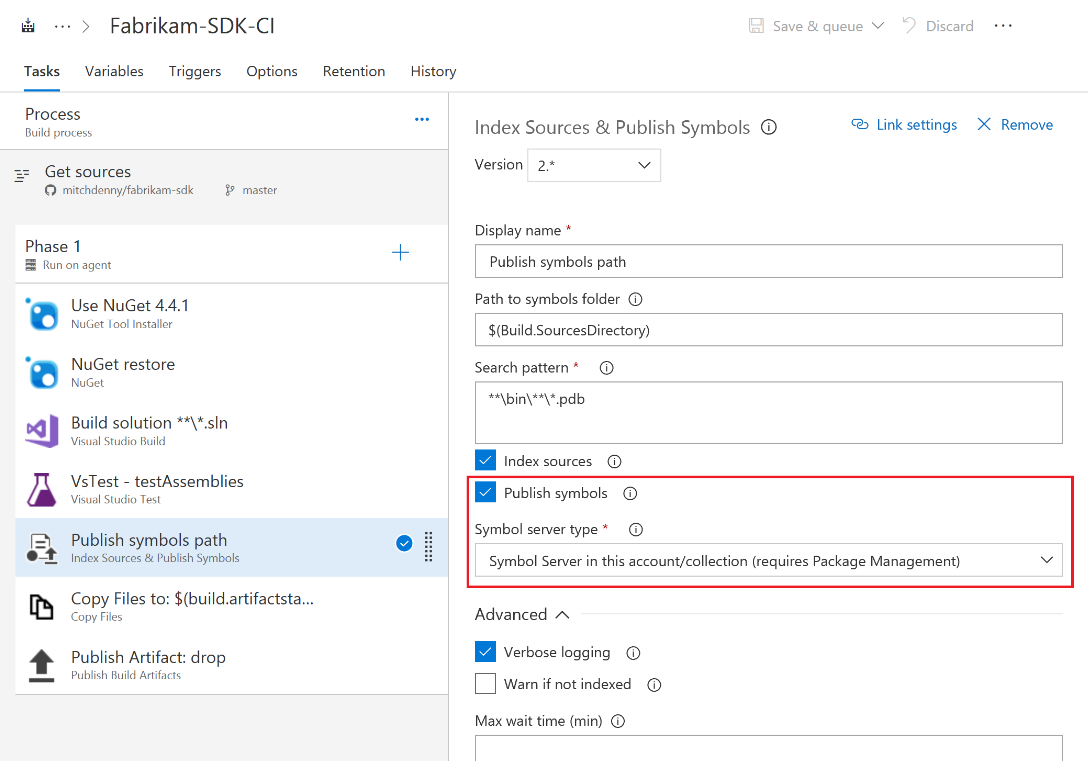 ··· > Fabrikam-SDK-CI
Save & queue
Discard
···
Tasks Variables Triggers Options Retention History
Process
Build process
···
Get sources
mitchdenny/fabrikam-sdk master
Phase 1
Run on agent
Use NuGet 4.4.1
NuGet Tool Installer
NuGet restore
NuGet
Build solution **\*.sln
Visual Studio Build
VsTest - testAssemblies
Visual Studio Test
Publish symbols path
Index Sources & Publish Symbols
Copy Files to: $(build.artifactsta...
Copy Files
Publish Artifact: drop
Publish Build Artifacts
Index Sources & Publish Symbols
Link settings
Remove
Version 2.*
Display name *
Publish symbols path
Path to symbols folder
$(Build.SourcesDirectory)
Search pattern *
**\bin\**\*.pdb
Index sources
Publish symbols
Symbol server type *
Symbol Server in this account/collection (requires Package Management)
Advanced
Verbose logging
Warn if not indexed
Max wait time (min)